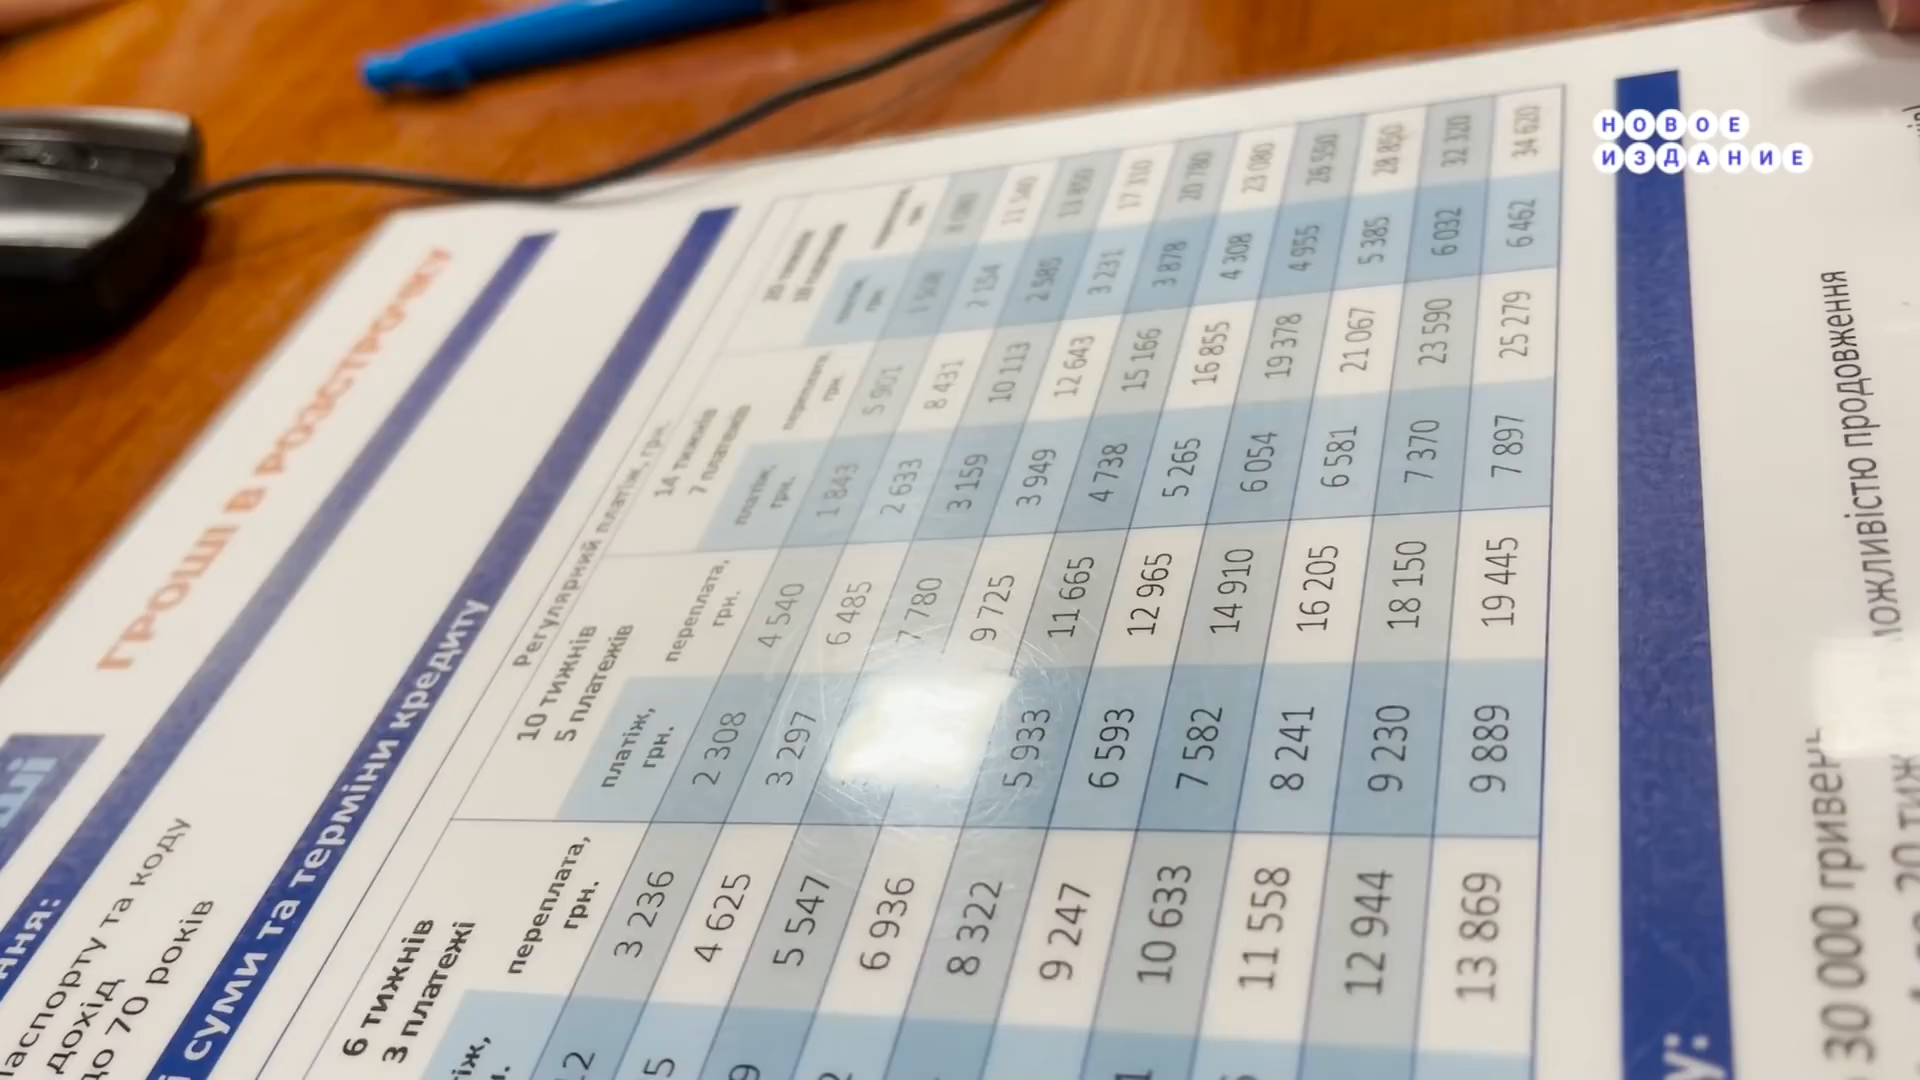 НОВОЕ
ИЗДАНИЕ
ГРОШІ В РОЗСТРОЧКУ
паспорту та коду
дохід
до 70 років
суми та терміни кредиту
Регулярний платіж, грн.
6 тижнів
3 платежі
10 тижнів
5 платежів
14 тижнів
7 платежів
переплата, грн.
платіж, грн.
переплата, грн.
платіж, грн.
переплата грн.
3 236 2 308 4 540 1 843 5 901
4 625 3 297 6 485 2 633 8 431 2 154 11 540
5 547 7 780 3 159 10 113 2 585 13 850
6 936 9 725 3 949 12 643 3 231 17 310
8 322 5 933 11 665 4 738 15 166 3 878 20 780
9 247 6 593 12 965 5 265 16 855 4 308 23 080
10 633 7 582 14 910 6 054 19 378 4 955 26 550
11 558 8 241 16 205 6 581 21 067 5 385 28 850
12 944 9 230 18 150 7 370 23 590 6 032 32 320
13 869 9 889 19 445 7 897 25 279 6 462 34 620
30 000 гривень
можливістю продовження